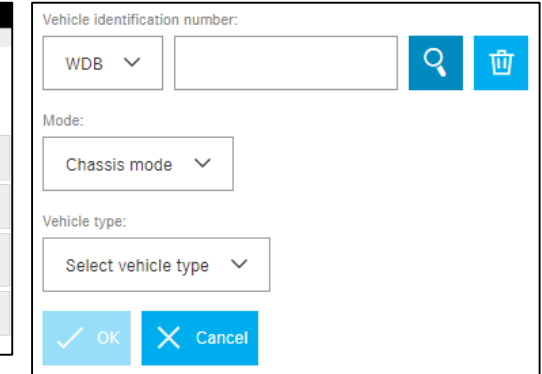 Vehicle identification number:
WDB
Mode:
Chassis mode
Vehicle type:
Select vehicle type
OK Cancel